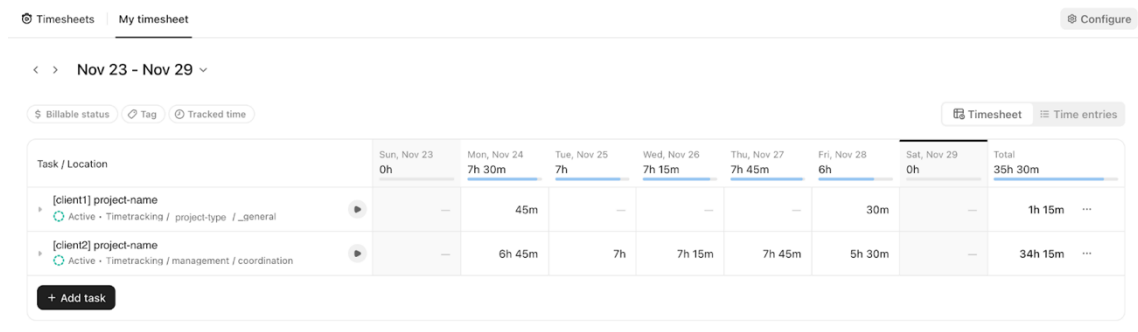 Timesheets My timesheet Configure
Nov 23 - Nov 29
$ Billable status Tag Tracked time Timesheet Time entries
Task / Location Sun, Nov 23 Mon, Nov 24 Tue, Nov 25 Wed, Nov 26 Thu, Nov 27 Fri, Nov 28 Sat, Nov 29 Total
0h 7h 30m 7h 7h 15m 7h 45m 6h 0h 35h 30m
[client1] project-name
Active • Timetracking / project-type / _general
— 45m — — — 30m — 1h 15m ...
[client2] project-name
Active • Timetracking / management / coordination
— 6h 45m 7h 7h 15m 7h 45m 5h 30m — 34h 15m ...
+ Add task